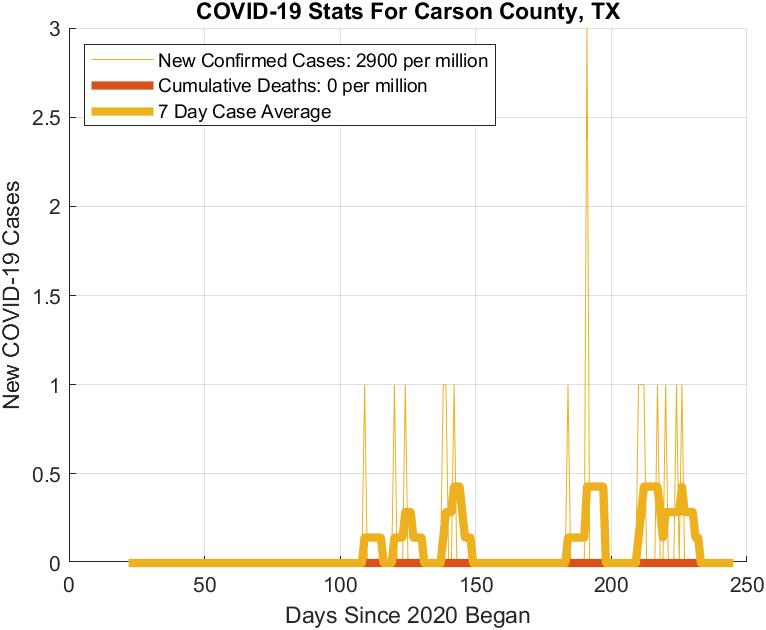 COVID-19 Stats For Carson County, TX
New Confirmed Cases: 2900 per million
Cumulative Deaths: 0 per million
7 Day Case Average
New COVID-19 Cases
3
2.5
2
1.5
1
0.5
0
0 50 100 150 200 250
Days Since 2020 Began